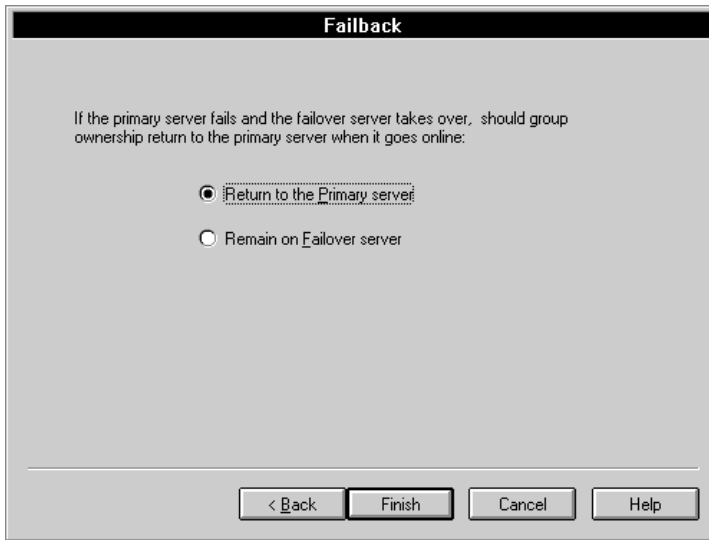 Failback
If the primary server fails and the failover server takes over, should group
ownership return to the primary server when it goes online:
Return to the Primary server
Remain on Failover server
< Back
Finish
Cancel
Help